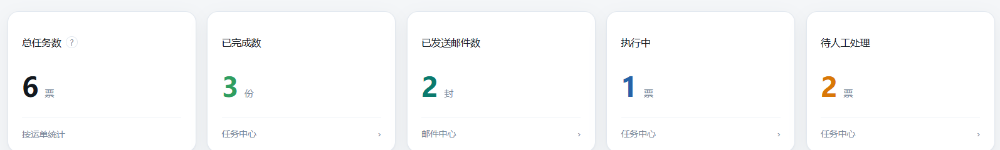 总任务数 ?
6 票
按运单统计
已完成数
3 份
任务中心 ›
已发送邮件数
2 封
邮件中心 ›
执行中
1 票
任务中心 ›
待人工处理
2 票
任务中心 ›